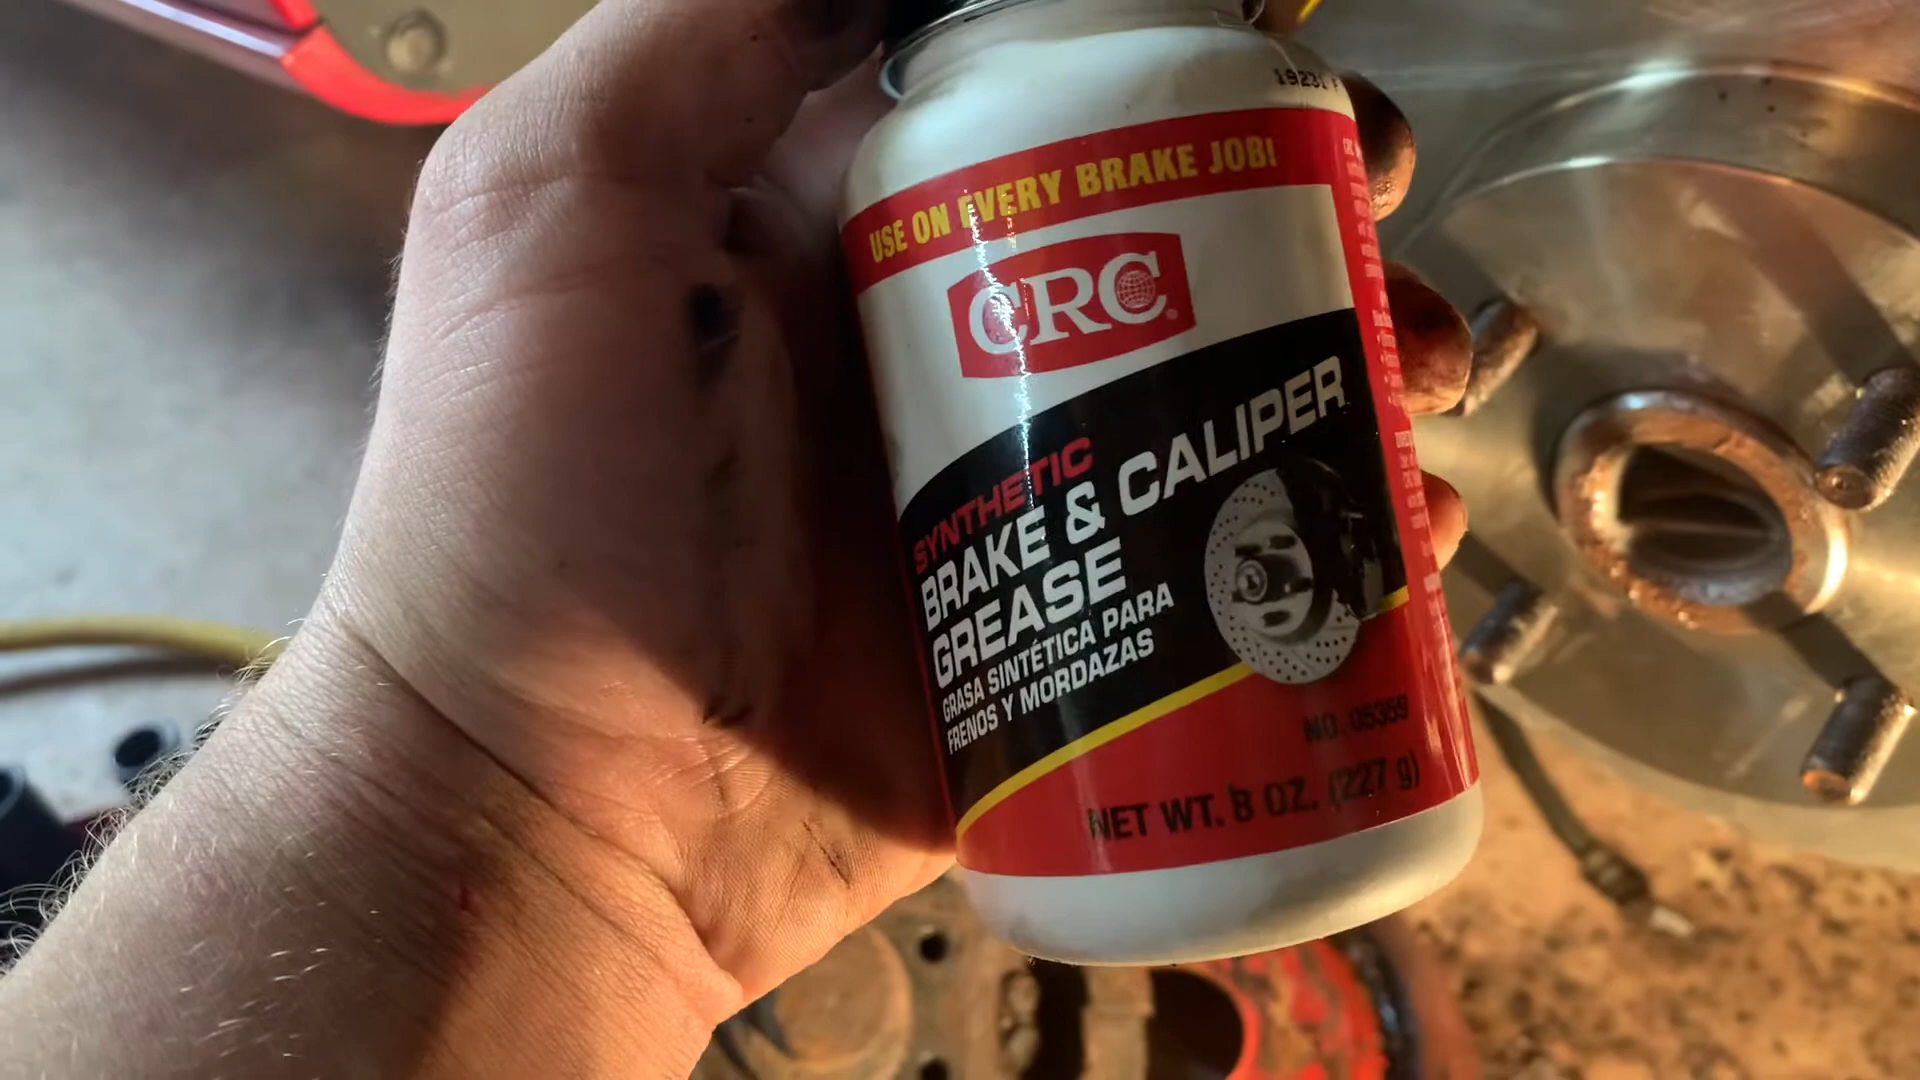 19231
USE ON EVERY BRAKE JOB!
CRC
SYNTHETIC
BRAKE & CALIPER
GREASE
GRASA SINTÉTICA PARA
FRENOS Y MORDAZAS
NO. 05359
NET WT. 8 OZ. (227 g)